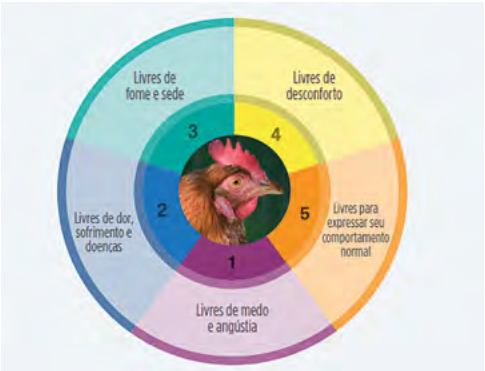 Livres de
fome e sede
3
Livres de
desconforto
4
Livres de dor,
sofrimento e
doenças
2
5
Livres para
expressar seu
comportamento
normal
1
Livres de medo
e angústia